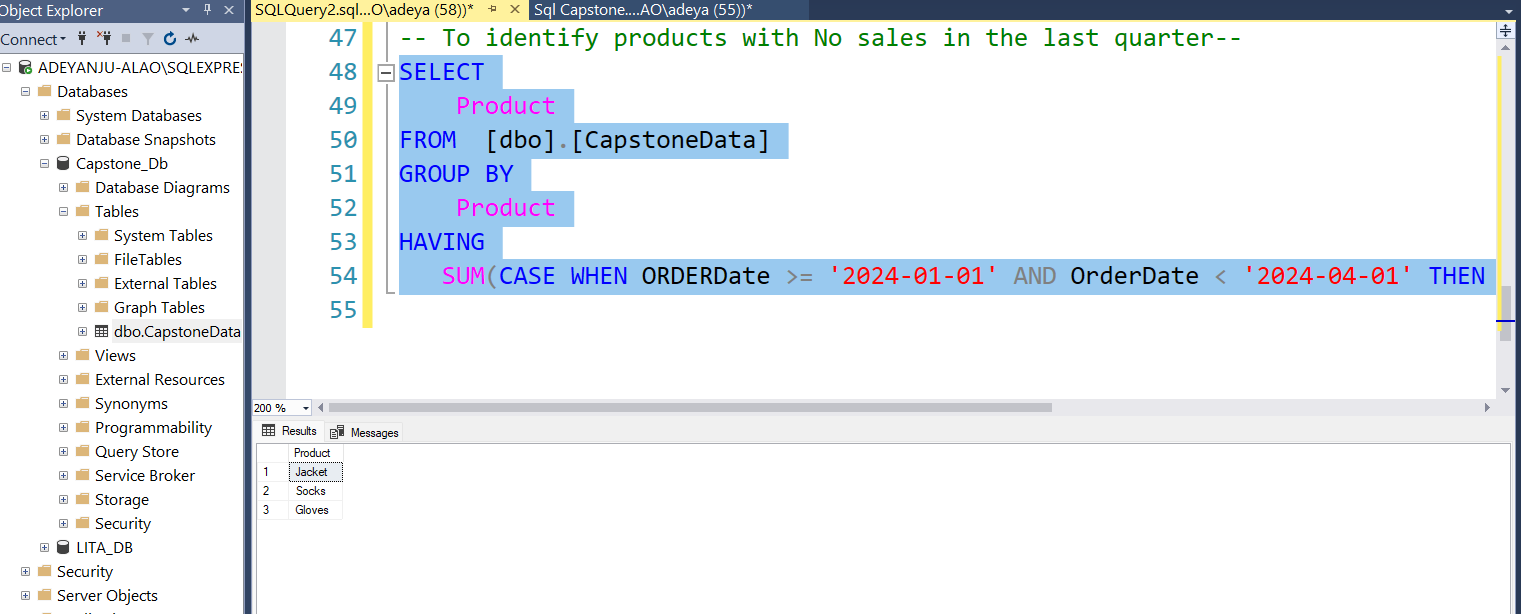 Object Explorer
SQLQuery2.sql...O\adeya (58))*
Sql Capstone....AO\adeya (55))*
Connect
ADEYANJU-ALAO\SQLEXPRE
Databases
System Databases
Database Snapshots
Capstone_Db
Database Diagrams
Tables
System Tables
FileTables
External Tables
Graph Tables
dbo.CapstoneData
Views
External Resources
Synonyms
Programmability
Query Store
Service Broker
Storage
Security
LITA_DB
Security
Server Objects
47 -- To identify products with No sales in the last quarter--
48 SELECT
49 Product
50 FROM [dbo].[CapstoneData]
51 GROUP BY
52 Product
53 HAVING
54 SUM(CASE WHEN ORDERDate >= '2024-01-01' AND OrderDate < '2024-04-01' THEN
55
200 %
Results Messages
Product
1 Jacket
2 Socks
3 Gloves